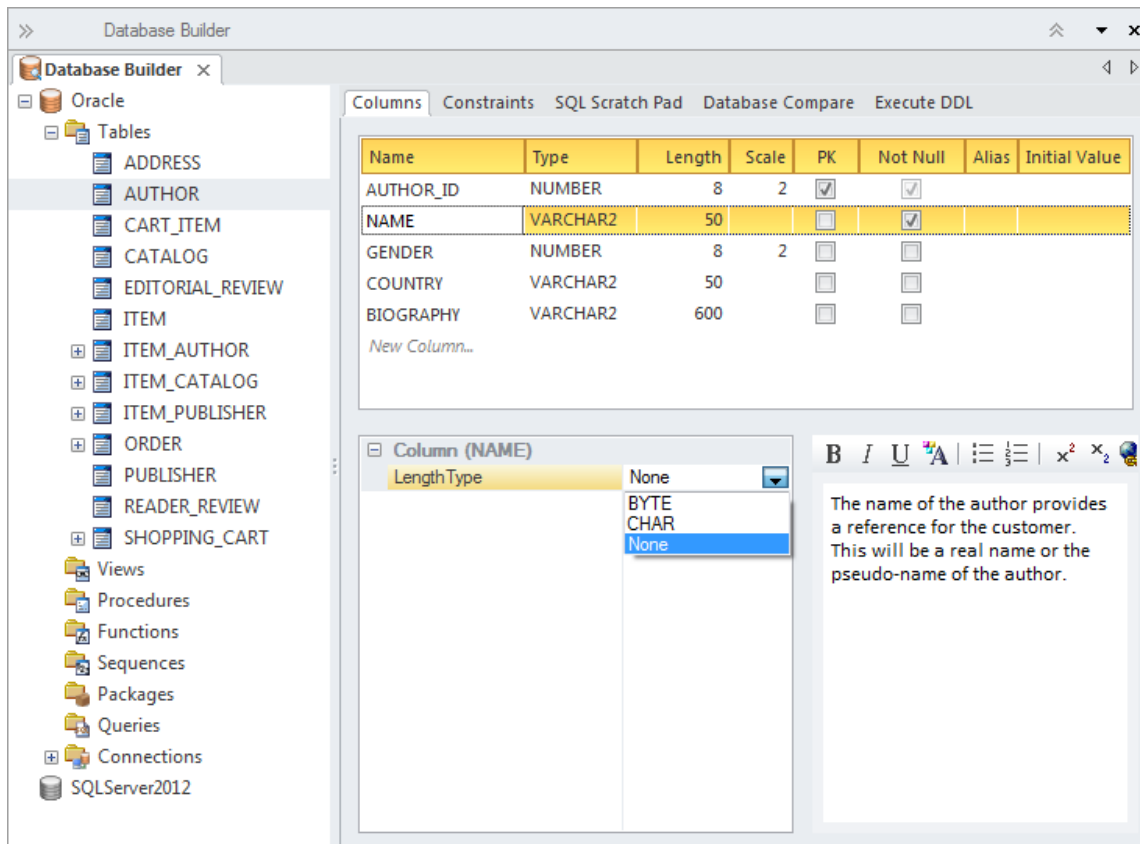 Database Builder
Database Builder
Oracle
Tables
ADDRESS
AUTHOR
CART_ITEM
CATALOG
EDITORIAL_REVIEW
ITEM
ITEM_AUTHOR
ITEM_CATALOG
ITEM_PUBLISHER
ORDER
PUBLISHER
READER_REVIEW
SHOPPING_CART
Views
Procedures
Functions
Sequences
Packages
Queries
Connections
SQLServer2012
Columns Constraints SQL Scratch Pad Database Compare Execute DDL
Name Type Length Scale PK Not Null Alias Initial Value
AUTHOR_ID NUMBER 8 2
NAME VARCHAR2 50
GENDER NUMBER 8 2
COUNTRY VARCHAR2 50
BIOGRAPHY VARCHAR2 600
New Column...
Column (NAME)
LengthType None
BYTE
CHAR
None
B I U A x² x₂
The name of the author provides
a reference for the customer.
This will be a real name or the
pseudo-name of the author.